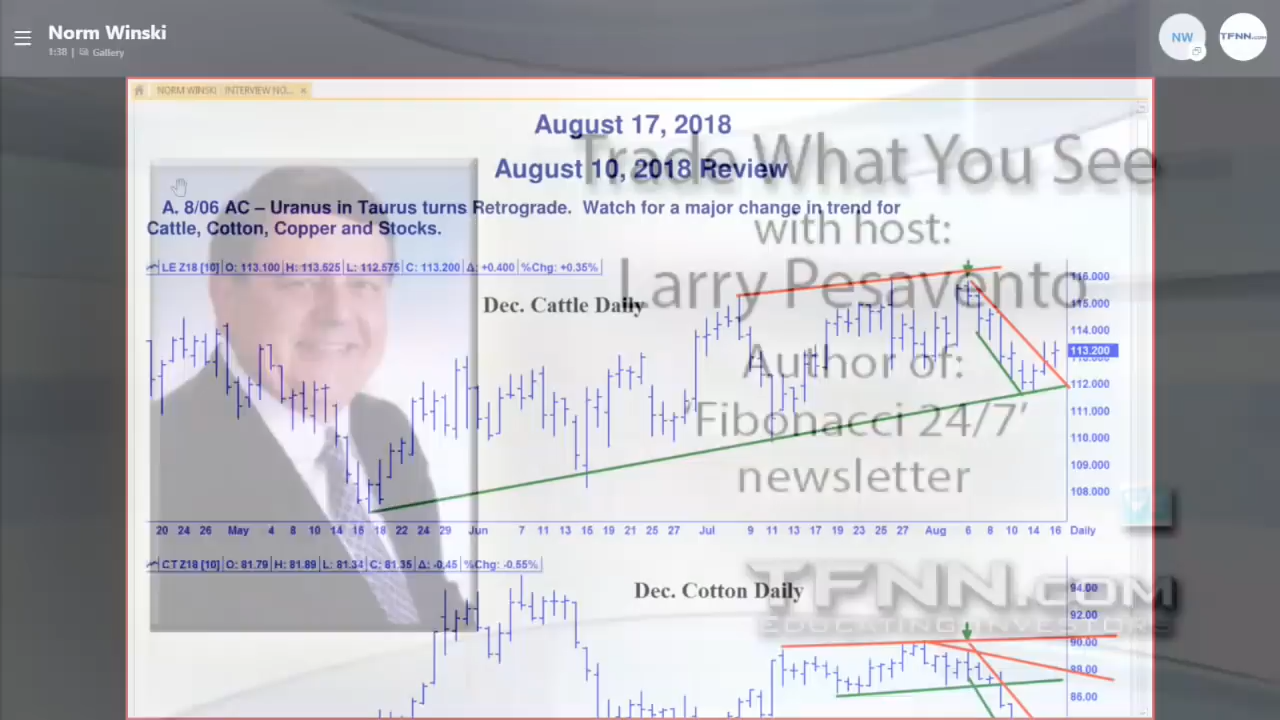 Norm Winski
1:38 | Gallery
NW
TFNN.com
NORM WINSKI INTERVIEW NO... ×
August 17, 2018
August 10, 2018 Review
A. 8/06 AC – Uranus in Taurus turns Retrograde. Watch for a major change in trend for
Cattle, Cotton, Copper and Stocks.
Trade What You See
with host:
Larry Pesavento
Author of:
‘Fibonacci 24/7’
newsletter
TFNN.COM
EDUCATING INVESTORS
LE Z18 [10] O: 113.100 H: 113.525 L: 112.575 C: 113.200 Δ: +0.400 %Chg: +0.35%
Dec. Cattle Daily
116.000
115.000
114.000
113.200
113.000
112.000
111.000
110.000
109.000
108.000
20 24 26 May 4 8 10 14 16 18 22 24 29 Jun 7 11 13 15 19 21 25 27 Jul 9 11 13 17 19 23 25 27 Aug 6 8 10 14 16 Daily
CT Z18 [10] O: 81.79 H: 81.89 L: 81.34 C: 81.35 Δ: -0.45 %Chg: -0.55%
Dec. Cotton Daily
94.00
92.00
90.00
88.00
86.00